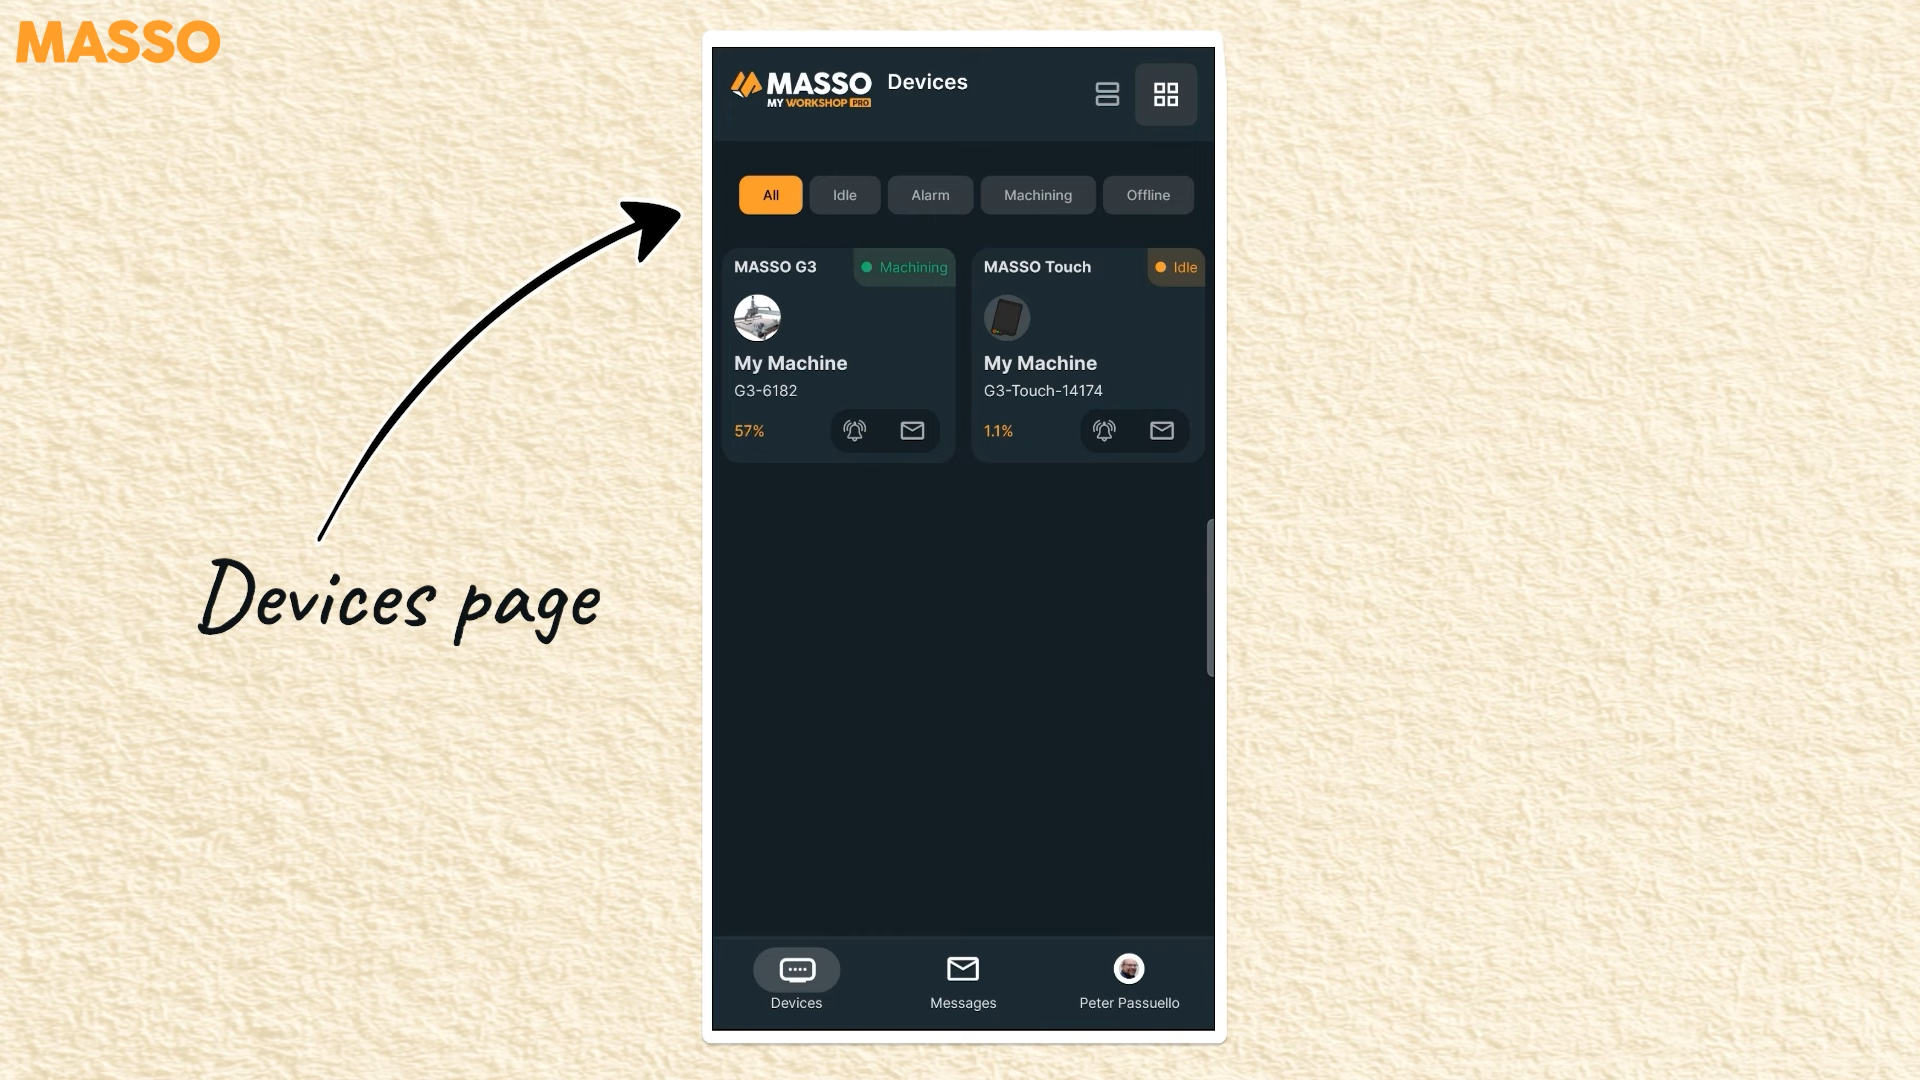 MASSO
MASSO
MY WORKSHOP PRO
Devices
All
Idle
Alarm
Machining
Offline
MASSO G3
Machining
My Machine
G3-6182
57%
MASSO Touch
Idle
My Machine
G3-Touch-14174
1.1%
Devices page
Devices
Messages
Peter Passuello